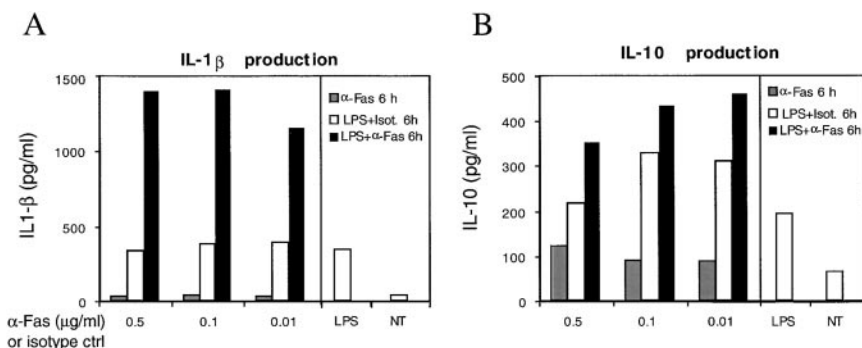 A
IL-1β production
1500
1000
500
0
IL1-β (pg/ml)
α-Fas 6 h
LPS+Isot. 6h
LPS+α-Fas 6h
α-Fas (µg/ml)
or isotype ctrl
0.5 0.1 0.01 LPS NT
B
IL-10 production
500
400
300
200
100
0
IL-10 (pg/ml)
α-Fas 6 h
LPS+Isot. 6h
LPS+α-Fas 6h
0.5 0.1 0.01 LPS NT